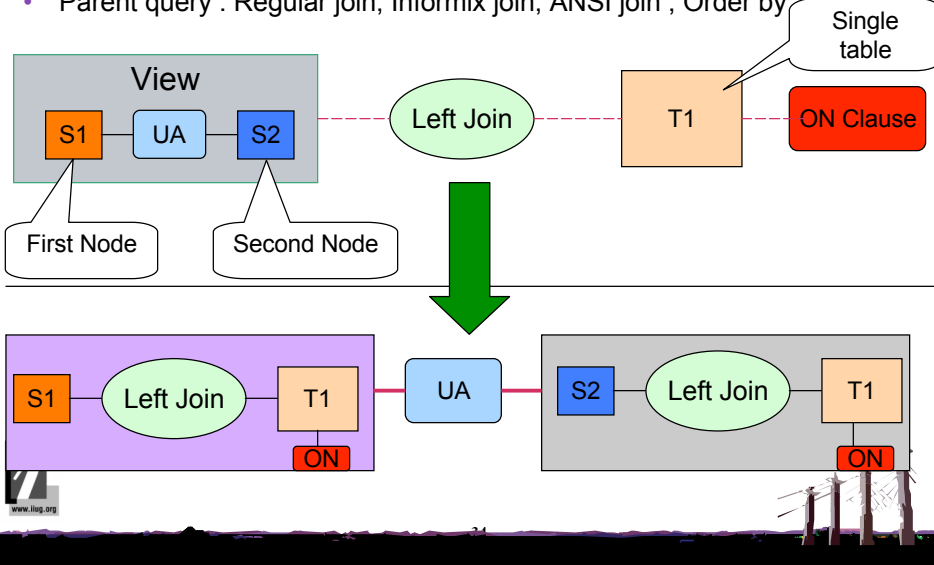 • Parent query : Regular join, Informix join, ANSI join , Order by
Single
table
View
S1
UA
S2
Left Join
T1
ON Clause
First Node
Second Node
S1
Left Join
T1
ON
UA
S2
Left Join
T1
ON
www.iiug.org